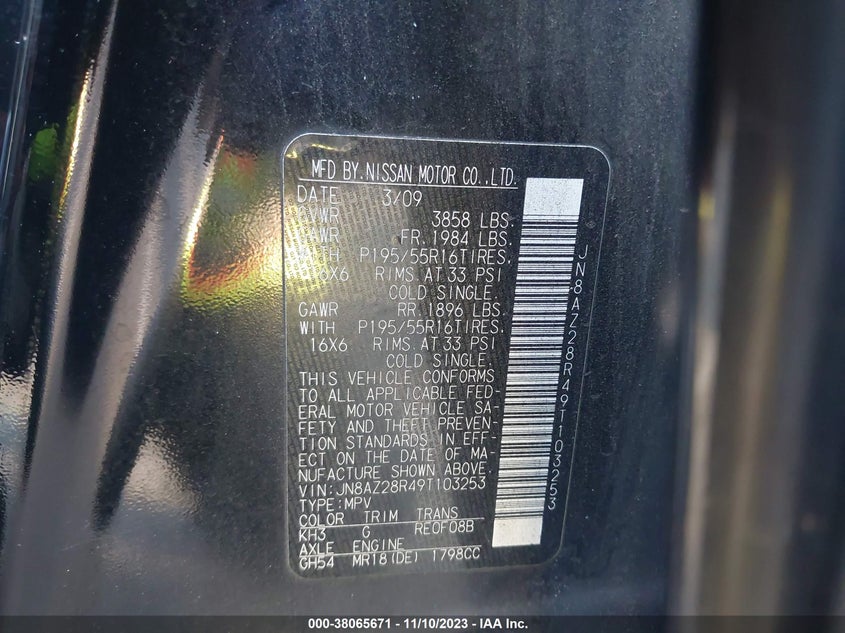 MFD BY.NISSAN MOTOR CO.,LTD.
DATE 3/09
GVWR 3858 LBS.
GAWR FR.1984 LBS.
WITH P195/55R16TIRES.
16X6 RIMS.AT 33 PSI
COLD SINGLE.
GAWR RR.1896 LBS.
WITH P195/55R16TIRES.
16X6 RIMS.AT 33 PSI
COLD SINGLE.
THIS VEHICLE CONFORMS
TO ALL APPLICABLE FED-
ERAL MOTOR VEHICLE SA-
FETY AND THEFT PREVEN-
TION STANDARDS IN EFF-
ECT ON THE DATE OF MA-
NUFACTURE SHOWN ABOVE.
VIN:JN8AZ28R49T103253
TYPE:MPV
COLOR TRIM TRANS
KH3 G RE0F08B
AXLE ENGINE
GH54 MR18(DE) 1798CC
JN8AZ28R49T103253
000-38065671 - 11/10/2023 - IAA Inc.